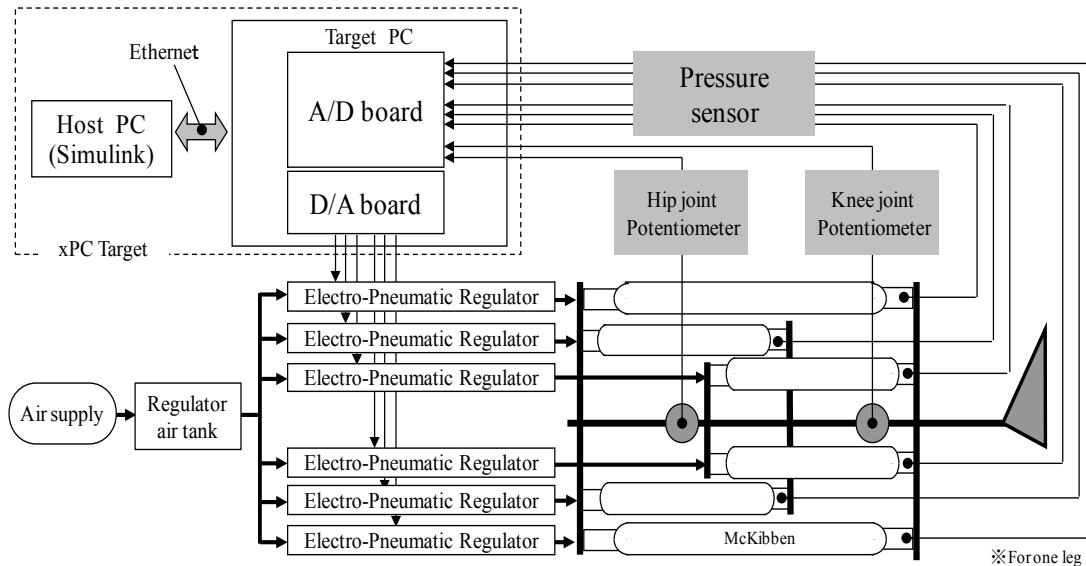 Target PC
Ethernet
A/D board
Host PC
(Simulink)
D/A board
xPC Target
Pressure
sensor
Hip joint
Potentiometer
Knee joint
Potentiometer
Electro-Pneumatic Regulator
Electro-Pneumatic Regulator
Electro-Pneumatic Regulator
Air supply
Regulator
air tank
Electro-Pneumatic Regulator
Electro-Pneumatic Regulator
Electro-Pneumatic Regulator
McKibben
※For one leg